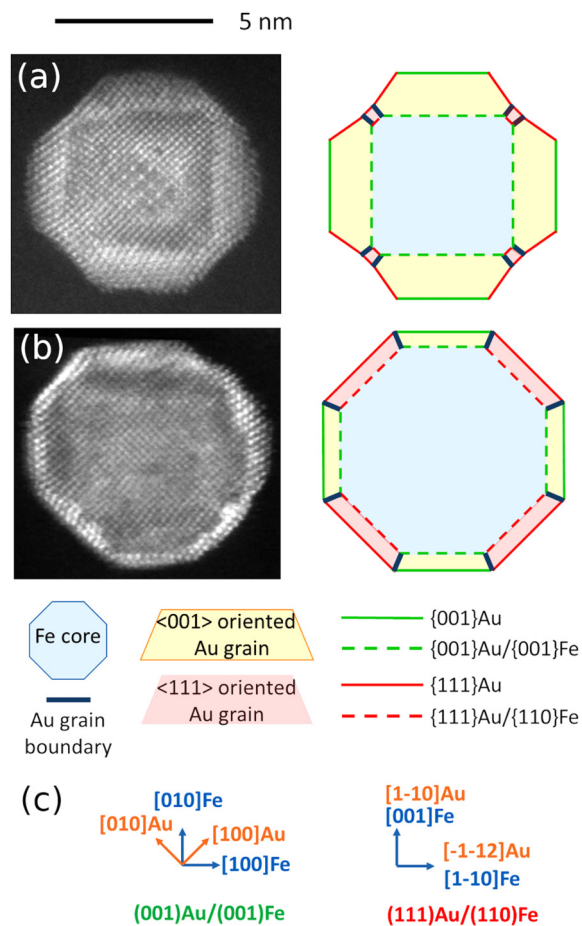 5 nm
(a)
(b)
Fe core
Au grain
boundary
<001> oriented
Au grain
<111> oriented
Au grain
{001}Au
{001}Au/{001}Fe
{111}Au
{111}Au/{110}Fe
(c)
[010]Fe
[010]Au
[100]Au
[100]Fe
(001)Au/(001)Fe
[1-10]Au
[001]Fe
[-1-12]Au
[1-10]Fe
(111)Au/(110)Fe